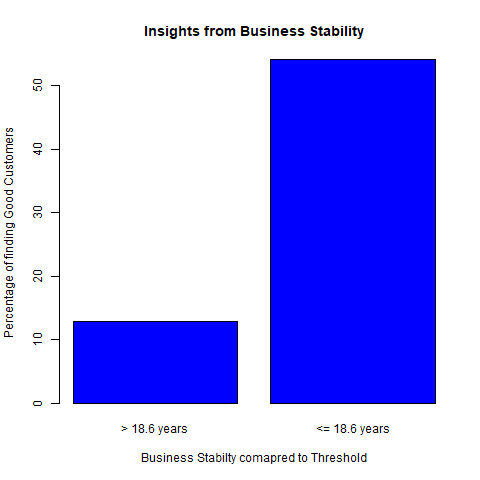 Insights from Business Stability
Percentage of finding Good Customers
50
40
30
20
10
0
> 18.6 years
<= 18.6 years
Business Stabilty comapred to Threshold